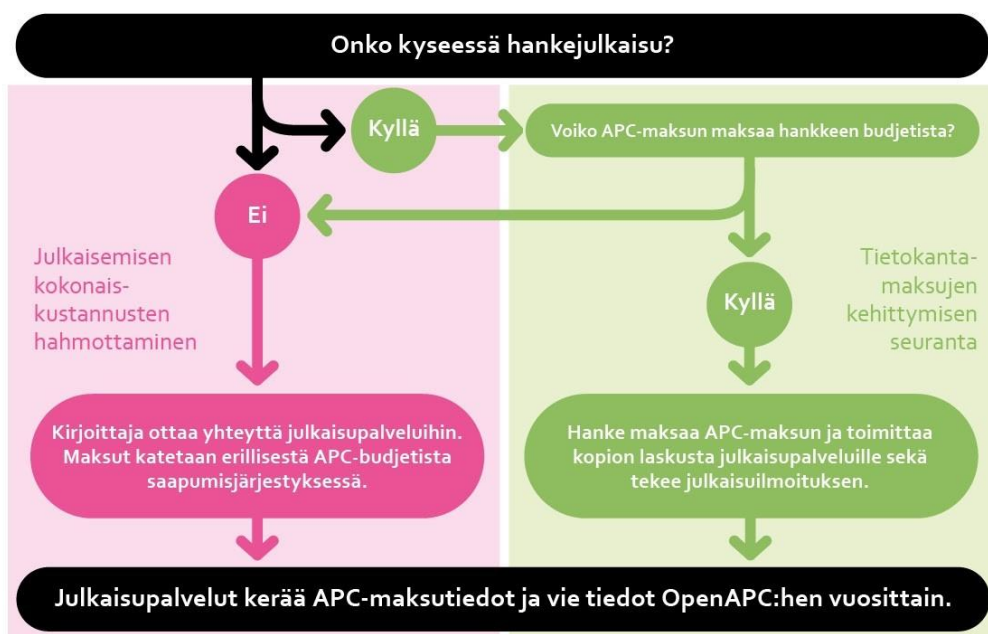 Onko kyseessä hankejulkaisu?
Kyllä
Voiko APC-maksun maksaa hankkeen budjetista?
Ei
Julkaisemisen
kokonais-
kustannusten
hahmottaminen
Kyllä
Tietokanta-
maksujen
kehittymisen
seuranta
Kirjoittaja ottaa yhteyttä julkaisupalveluihin.
Maksut katetaan erillisestä APC-budjetista
saapumisjärjestyksessä.
Hanke maksaa APC-maksun ja toimittaa
kopion laskusta julkaisupalveluille sekä
tekee julkaisuilmoituksen.
Julkaisupalvelut kerää APC-maksutiedot ja vie tiedot OpenAPC:hen vuosittain.